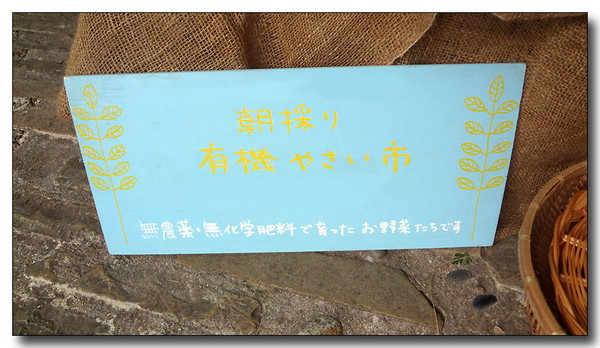 朝採り
有機やさい市
無農薬・無化学肥料で育った お野菜たちです